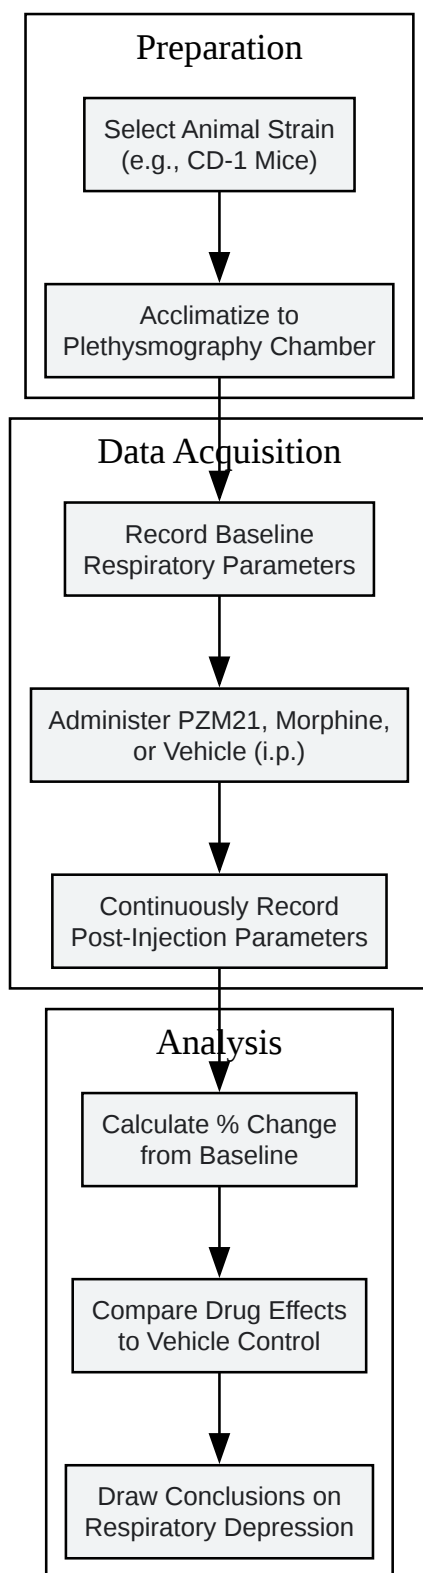 Preparation
Select Animal Strain
(e.g., CD-1 Mice)
Acclimatize to
Plethysmography Chamber
Data Acquisition
Record Baseline
Respiratory Parameters
Administer PZM21, Morphine,
or Vehicle (i.p.)
Continuously Record
Post-Injection Parameters
Analysis
Calculate % Change
from Baseline
Compare Drug Effects
to Vehicle Control
Draw Conclusions on
Respiratory Depression